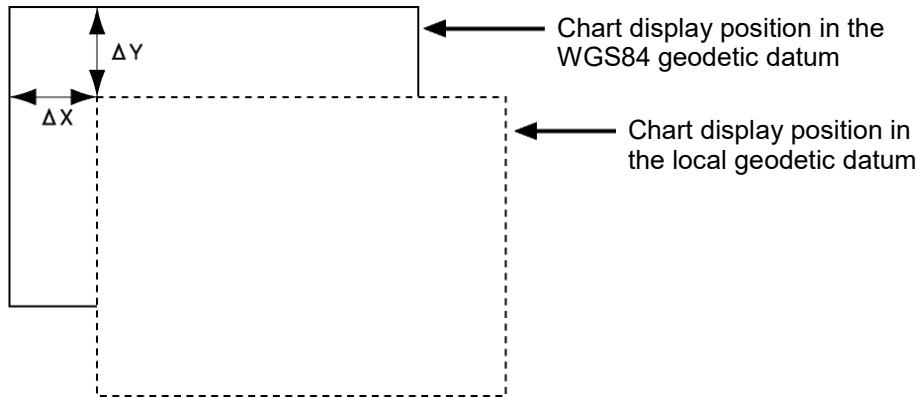 Chart display position in the
WGS84 geodetic datum
ΔY
ΔX
Chart display position in
the local geodetic datum